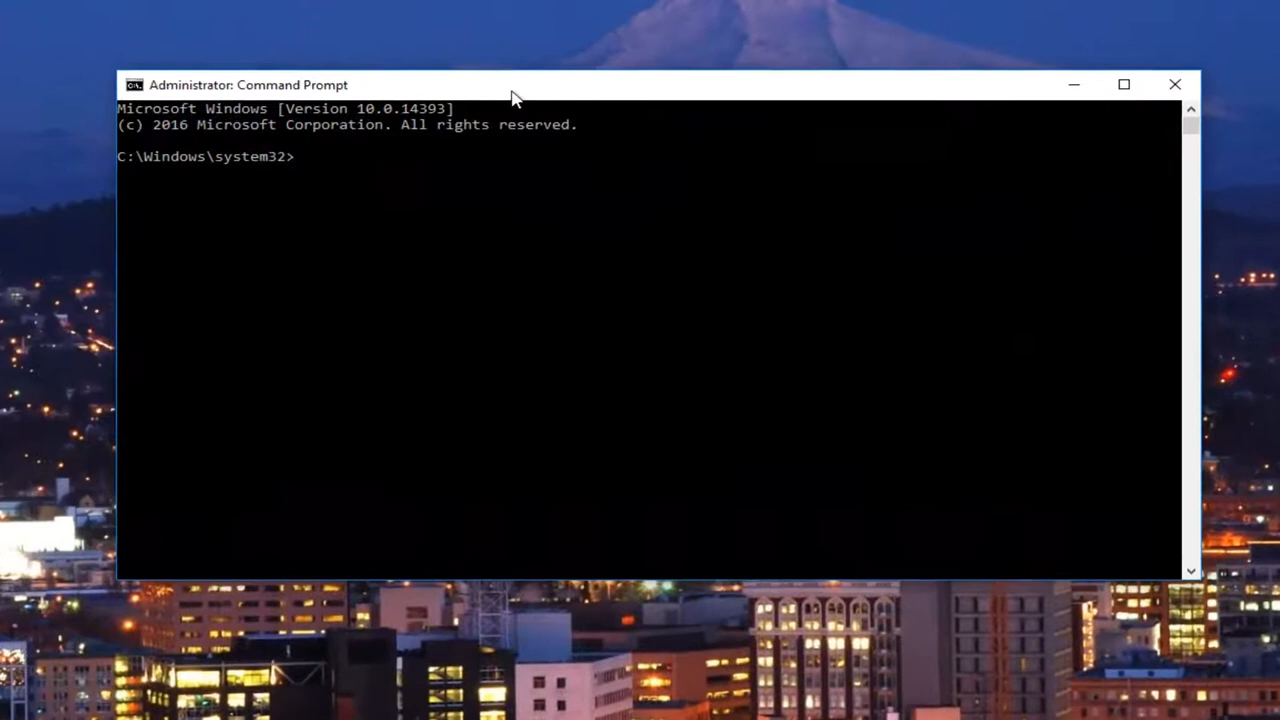 Administrator: Command Prompt
Microsoft Windows [Version 10.0.14393]
(c) 2016 Microsoft Corporation. All rights reserved.
C:\Windows\system32>